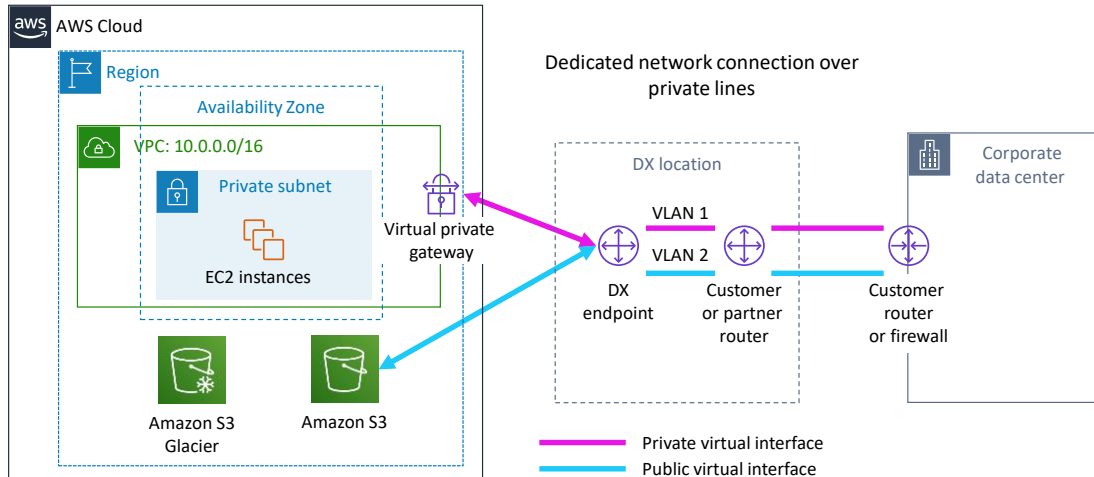 aws
AWS Cloud
Region
Availability Zone
VPC: 10.0.0.0/16
Private subnet
EC2 instances
Virtual private
gateway
Amazon S3
Glacier
Amazon S3
Dedicated network connection over
private lines
DX location
VLAN 1
VLAN 2
DX
endpoint
Customer
or partner
router
Corporate
data center
Customer
router
or firewall
Private virtual interface
Public virtual interface